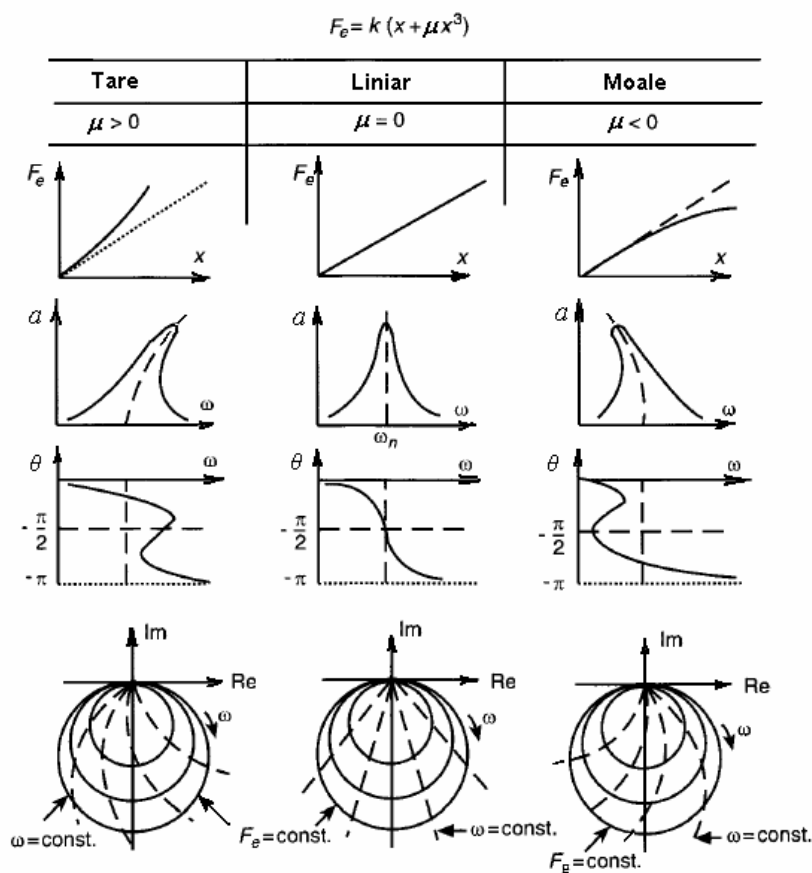 Fₑ = k (x + μx³)
Tare Liniar Moale
μ > 0 μ = 0 μ < 0
Fₑ Fₑ Fₑ
x x x
a a a
ω ω ω
ωₙ
θ ω θ ω θ ω
-π/2 -π/2 -π/2
-π -π -π
Im Im Im
Re Re Re
ω ω ω
ω=const. Fₑ=const. ω=const. Fₑ=const. ω=const.